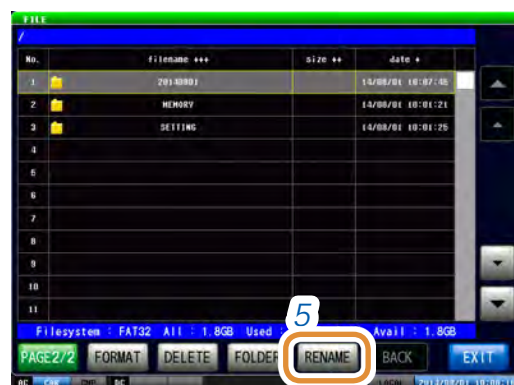 FILE
/
No. filename +++ size ++ date +
1 20140801 14/08/01 10:07:46
2 MEMORY 14/08/01 10:01:21
3 SETTING 14/08/01 10:01:26
4
5
6
7
8
9
10
11
5
Filesystem : FAT32 All : 1.8GB Used Avail : 1.8GB
PAGE2/2 FORMAT DELETE FOLDER RENAME BACK EXIT